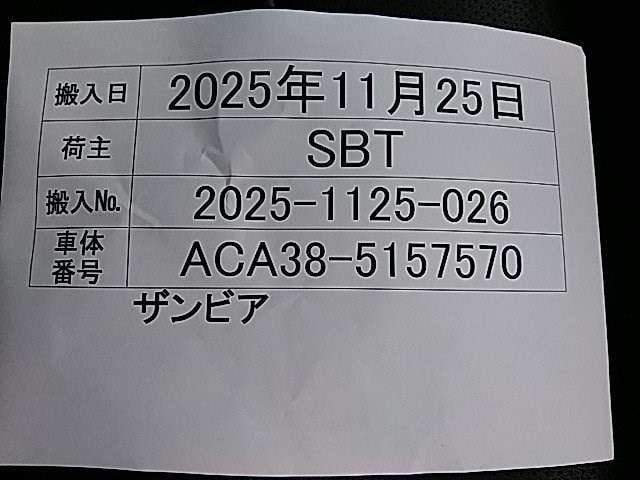 搬入日 2025年11月25日
荷主 SBT
搬入No. 2025-1125-026
車体
番号 ACA38-5157570
ザンビア